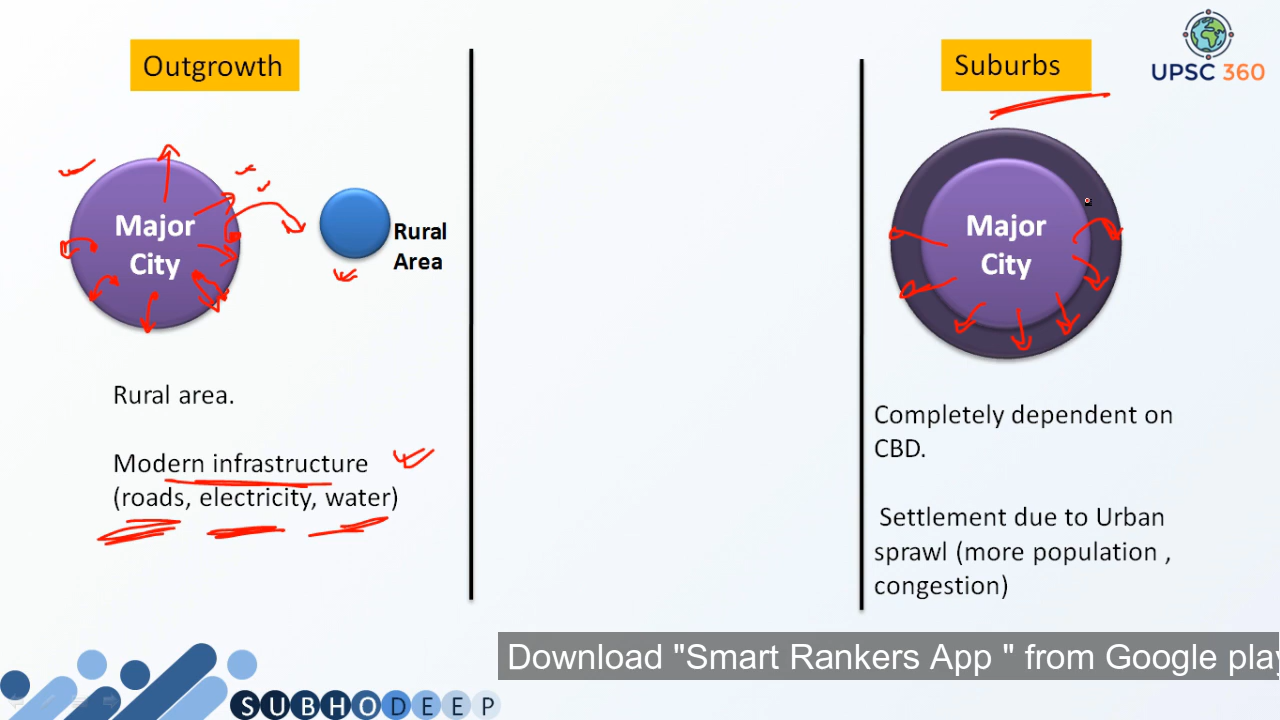 Outgrowth
Major
City
Rural
Area
Rural area.
Modern infrastructure
(roads, electricity, water)
Suburbs
UPSC 360
Major
City
Completely dependent on
CBD.
Settlement due to Urban
sprawl (more population ,
congestion)
Download "Smart Rankers App " from Google play
SUBHODEEP